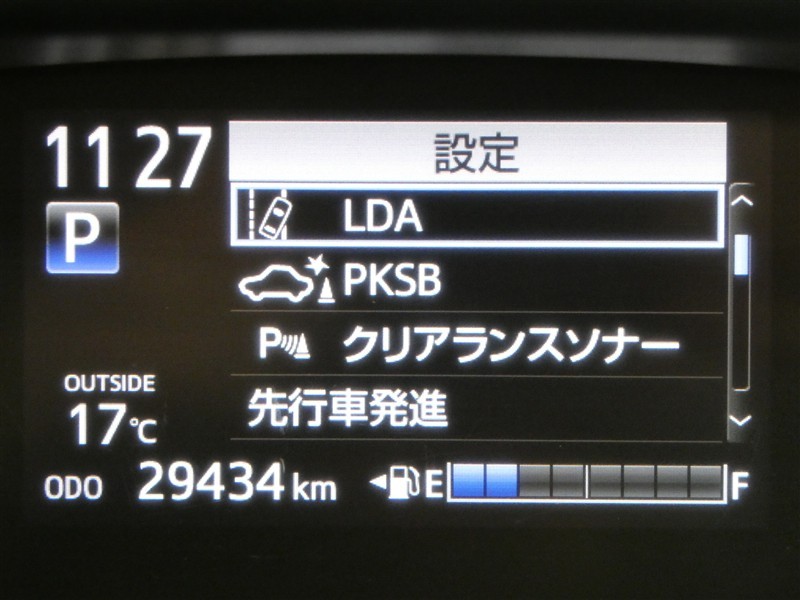 11 27
設定
P
LDA
PKSB
P クリアランスソナー
先行車発進
OUTSIDE
17℃
ODO 29434 km
E F